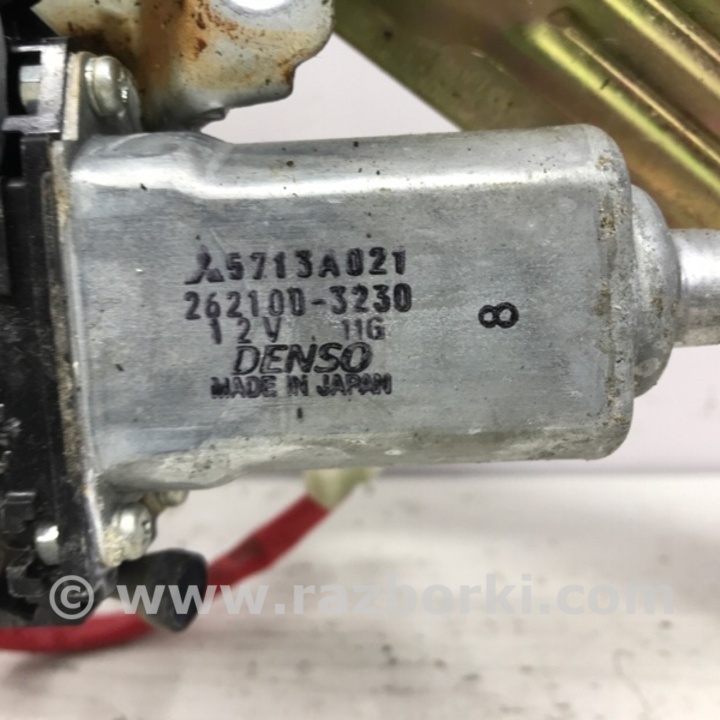 5713A021
262100-3230
12V 11G
8
DENSO
MADE IN JAPAN
© www.razborki.com